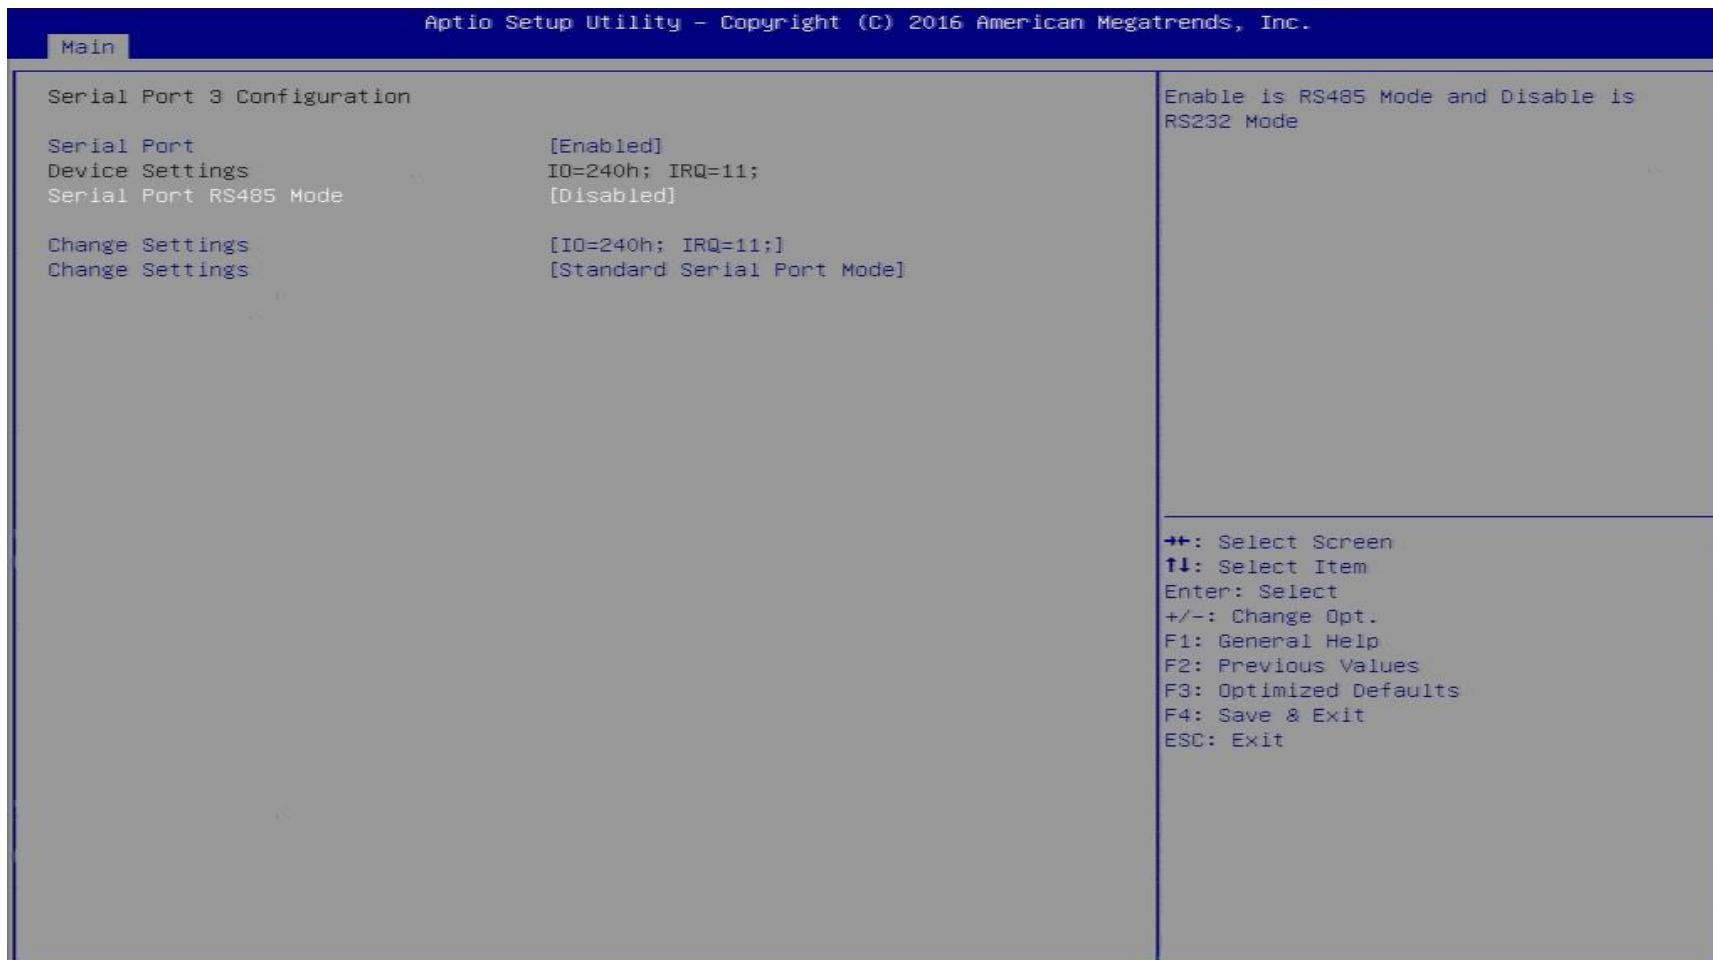 Aptio Setup Utility – Copyright (C) 2016 American Megatrends, Inc.
Main
Serial Port 3 Configuration
Serial Port [Enabled]
Device Settings IO=240h; IRQ=11;
Serial Port RS485 Mode [Disabled]
Change Settings [IO=240h; IRQ=11;]
Change Settings [Standard Serial Port Mode]
Enable is RS485 Mode and Disable is
RS232 Mode
→←: Select Screen
↑↓: Select Item
Enter: Select
+/-: Change Opt.
F1: General Help
F2: Previous Values
F3: Optimized Defaults
F4: Save & Exit
ESC: Exit